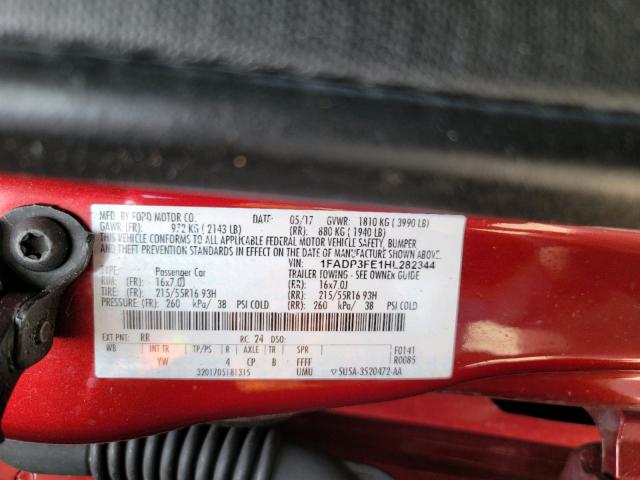 MFD. BY FORD MOTOR CO. DATE: 05/17 GVWR: 1810 KG ( 3990 LB)
GAWR: (FR): 972 KG ( 2143 LB) (RR): 880 KG ( 1940 LB)
THIS VEHICLE CONFORMS TO ALL APPLICABLE FEDERAL MOTOR VEHICLE SAFETY, BUMPER
AND THEFT PREVENTION STANDARDS IN EFFECT ON THE DATE OF MANUFACTURE SHOWN ABOVE.
VIN: 1FADP3FE1HL282344
TYPE: Passenger Car TRAILER TOWING - SEE OWNER GUIDE
RIM: (FR): 16x7.0J (RR): 16x7.0J
TIRE: (FR): 215/55R16 93H (RR): 215/55R16 93H
PRESSURE: (FR): 260 kPa/ 38 PSI COLD (RR): 260 kPa/ 38 PSI COLD
EXT PNT: RR RC: 24 DSO:
WB INT TR TP/PS R AXLE TR SPR F0141
YW 4 CP B FFFF R0085
3201705181315 UMU ▽ 5U5A-3520472-AA